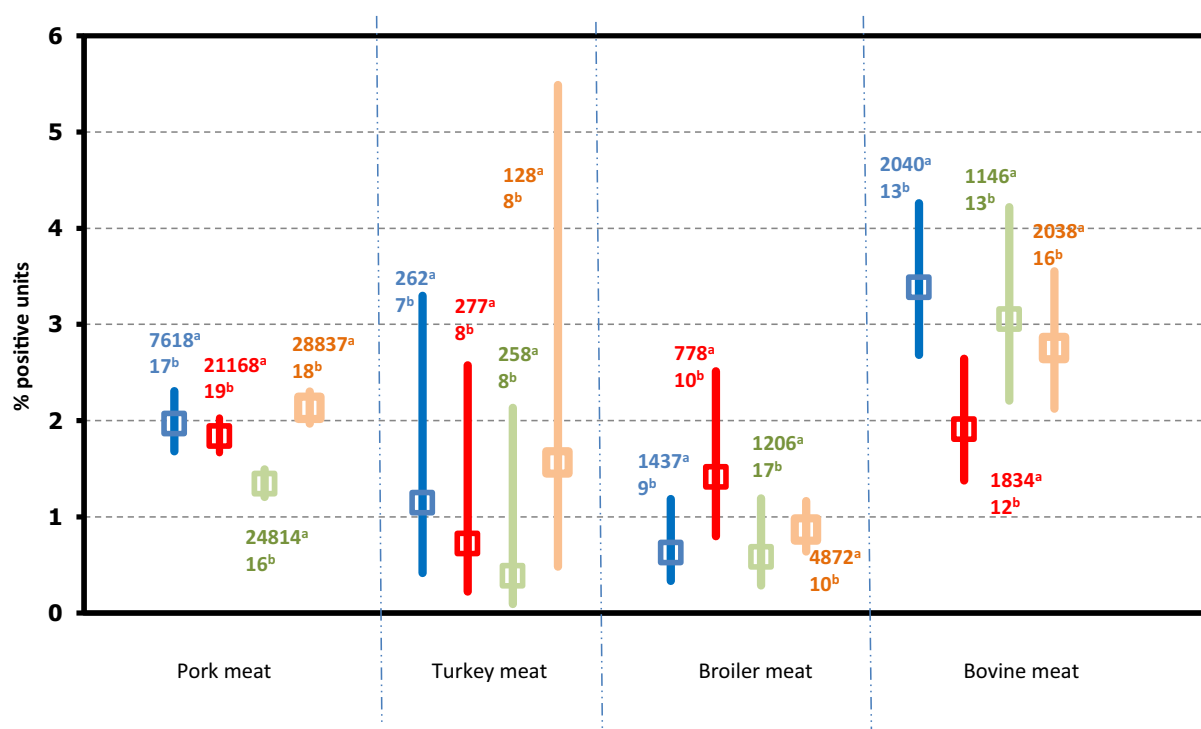 % positive units
6
5
4
3
2
1
0
7618ᵃ
17ᵇ
21168ᵃ
19ᵇ
24814ᵃ
16ᵇ
28837ᵃ
18ᵇ
262ᵃ
7ᵇ
277ᵃ
8ᵇ
258ᵃ
8ᵇ
128ᵃ
8ᵇ
1437ᵃ
9ᵇ
778ᵃ
10ᵇ
1206ᵃ
17ᵇ
4872ᵃ
10ᵇ
2040ᵃ
13ᵇ
1834ᵃ
12ᵇ
1146ᵃ
13ᵇ
2038ᵃ
16ᵇ
Pork meat
Turkey meat
Broiler meat
Bovine meat